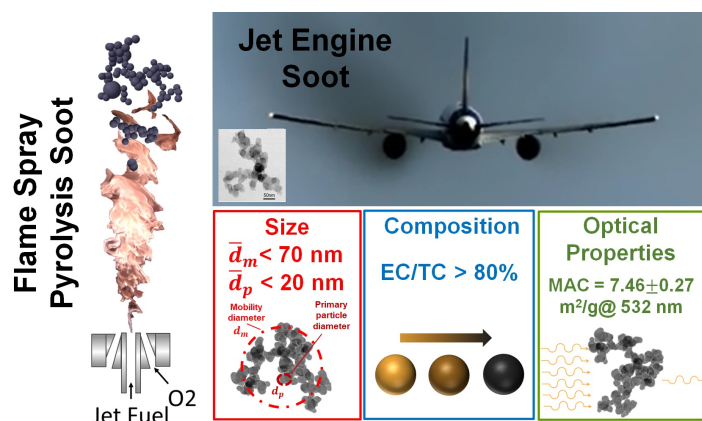 Flame Spray
Pyrolysis Soot
O2
Jet Fuel
Jet Engine
Soot
50nm
Size
d̅m < 70 nm
d̅p < 20 nm
Mobility
diameter
dm
Primary
particle
diameter
dp
Composition
EC/TC > 80%
Optical
Properties
MAC = 7.46±0.27
m²/g@ 532 nm